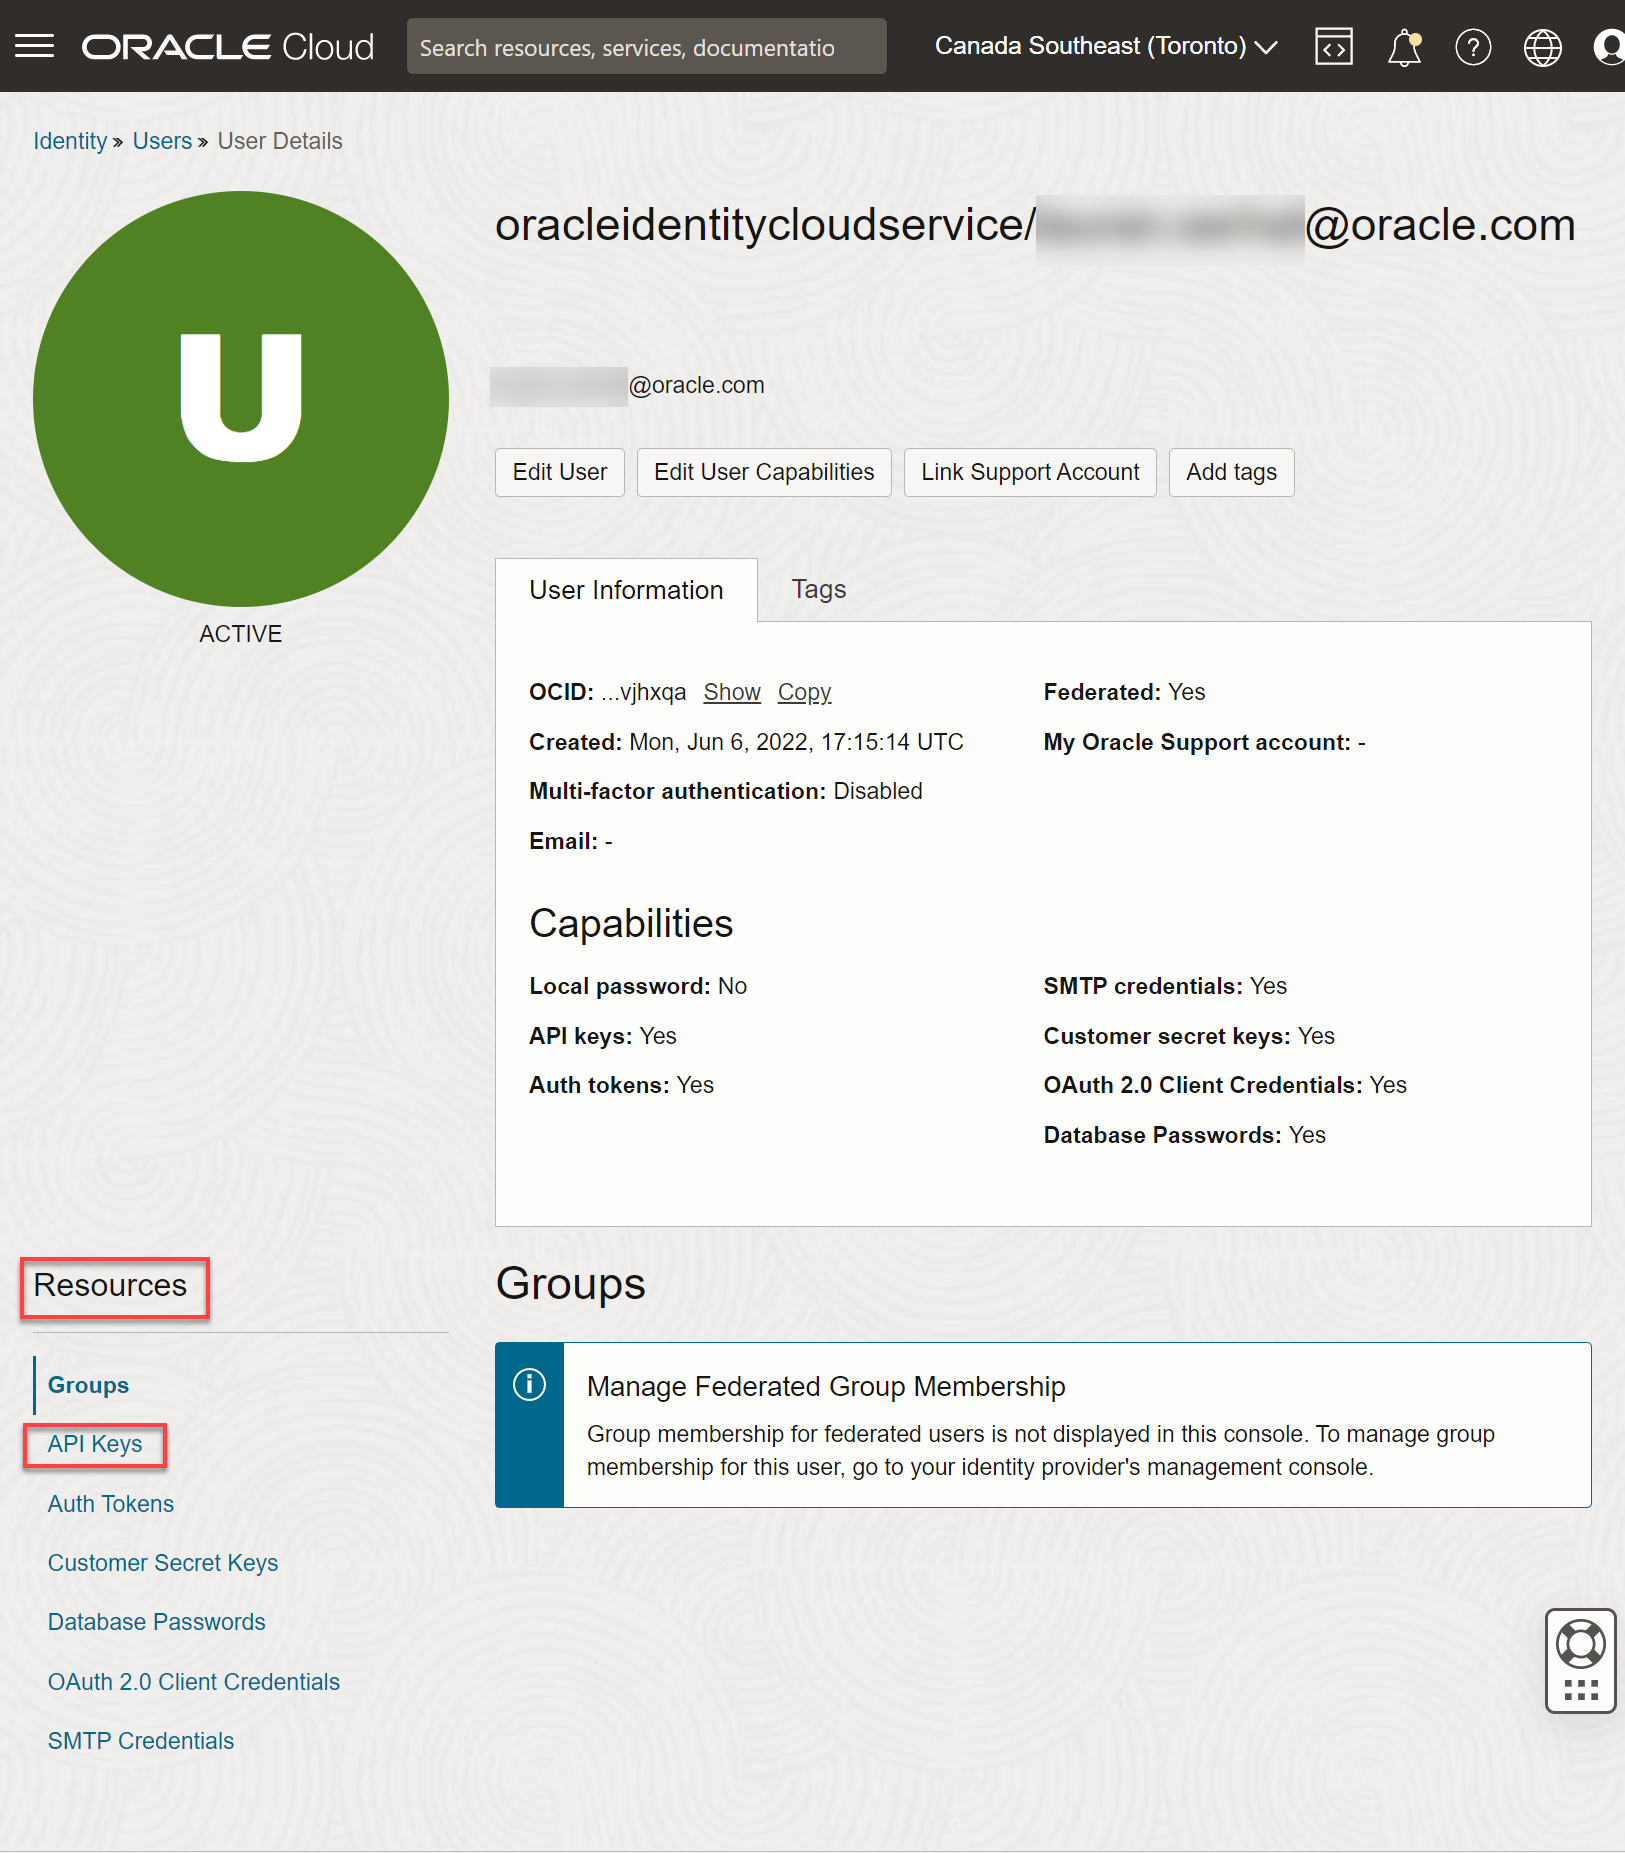 ORACLE Cloud
Search resources, services, documentatio
Canada Southeast (Toronto)
Identity » Users » User Details
U
ACTIVE
oracleidentitycloudservice/
@oracle.com
@oracle.com
Edit User
Edit User Capabilities
Link Support Account
Add tags
User Information
Tags
OCID: ...vjhxqa Show Copy
Created: Mon, Jun 6, 2022, 17:15:14 UTC
Multi-factor authentication: Disabled
Email: -
Federated: Yes
My Oracle Support account: -
Capabilities
Local password: No
API keys: Yes
Auth tokens: Yes
SMTP credentials: Yes
Customer secret keys: Yes
OAuth 2.0 Client Credentials: Yes
Database Passwords: Yes
Resources
Groups
API Keys
Auth Tokens
Customer Secret Keys
Database Passwords
OAuth 2.0 Client Credentials
SMTP Credentials
Groups
Manage Federated Group Membership
Group membership for federated users is not displayed in this console. To manage group
membership for this user, go to your identity provider's management console.